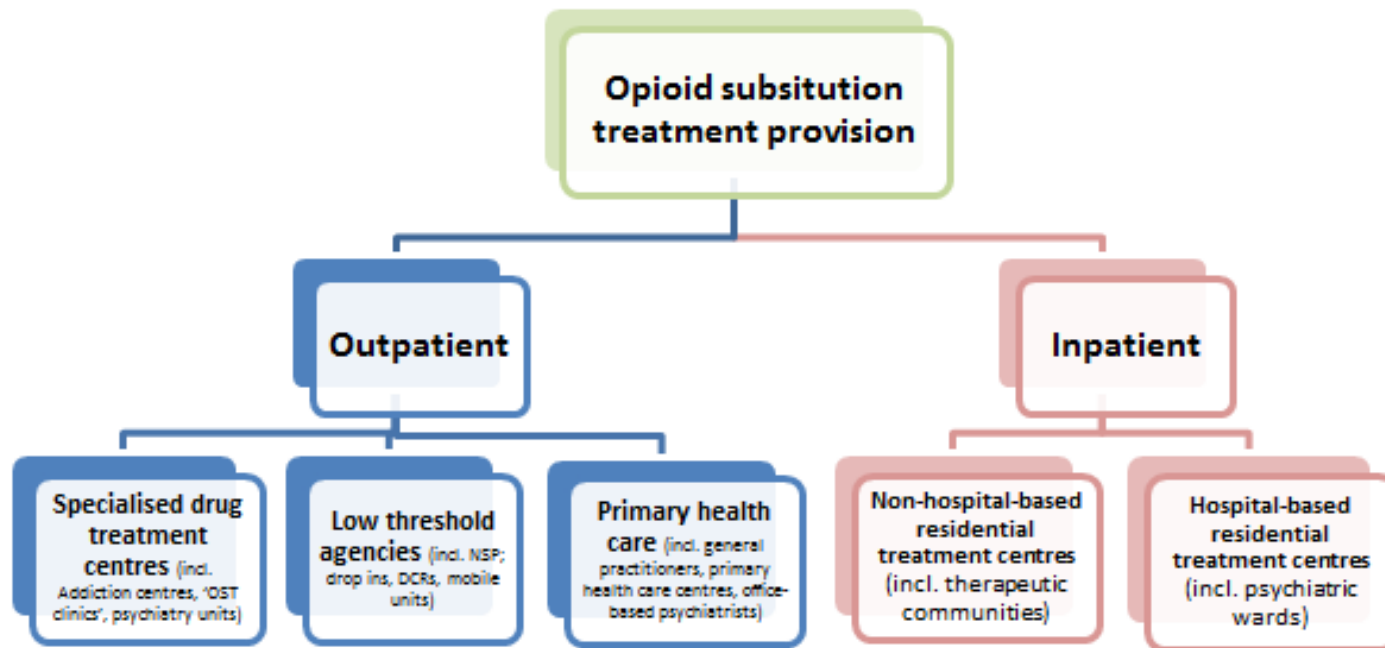 Opioid subsitution
treatment provision
Outpatient
Inpatient
Specialised drug
treatment
centres (incl.
Addiction centres, 'OST
clinics', psychiatry units)
Low threshold
agencies (incl. NSP;
drop ins, DCRs, mobile
units)
Primary health
care (incl. general
practitioners, primary
health care centres, office-
based psychiatrists)
Non-hospital-based
residential
treatment centres
(incl. therapeutic
communities)
Hospital-based
residential
treatment centres
(incl. psychiatric
wards)